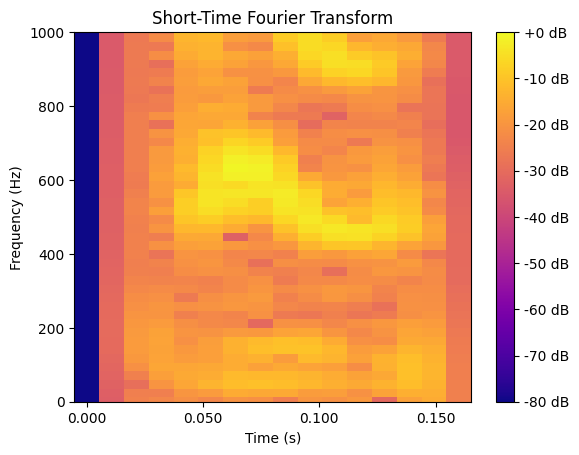 Short-Time Fourier Transform
1000
800
600
400
200
0
Frequency (Hz)
0.000
0.050
0.100
0.150
Time (s)
+0 dB
-10 dB
-20 dB
-30 dB
-40 dB
-50 dB
-60 dB
-70 dB
-80 dB